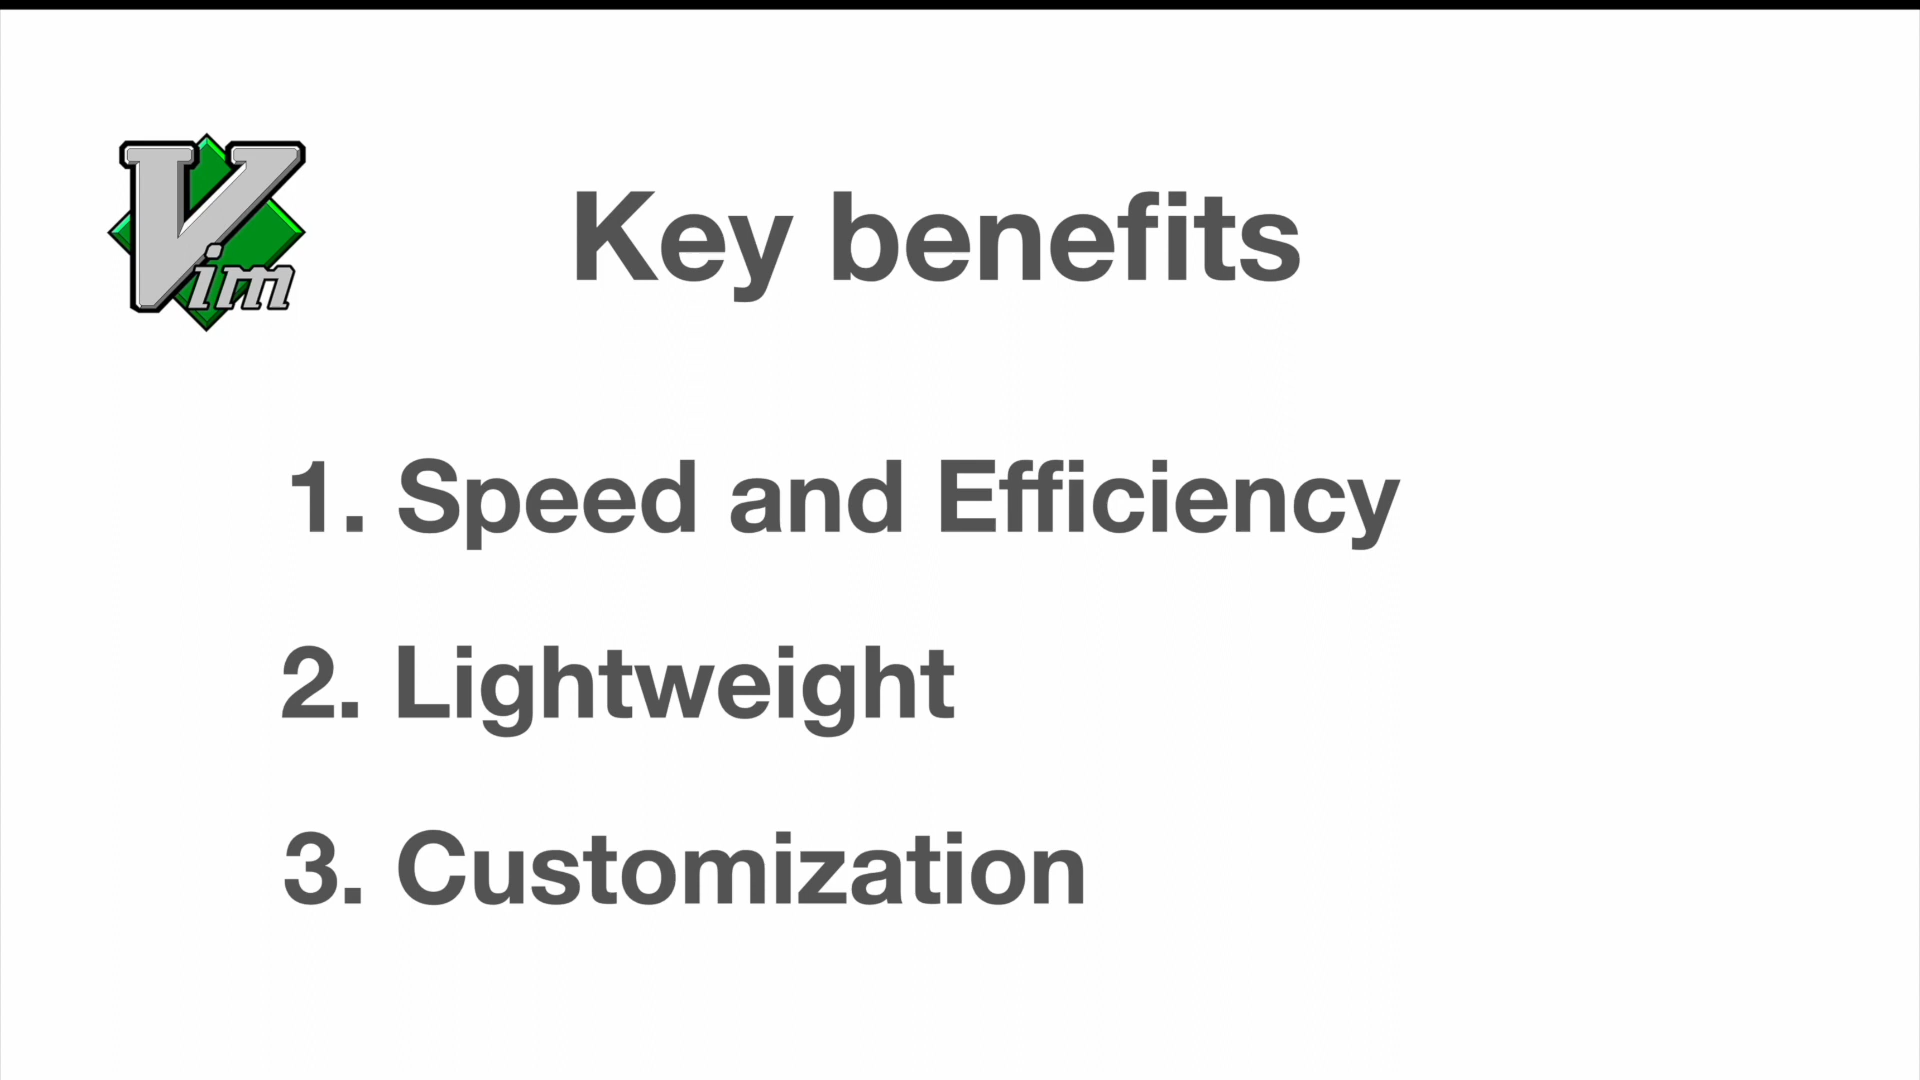 Vim
Key benefits
1. Speed and Efficiency
2. Lightweight
3. Customization